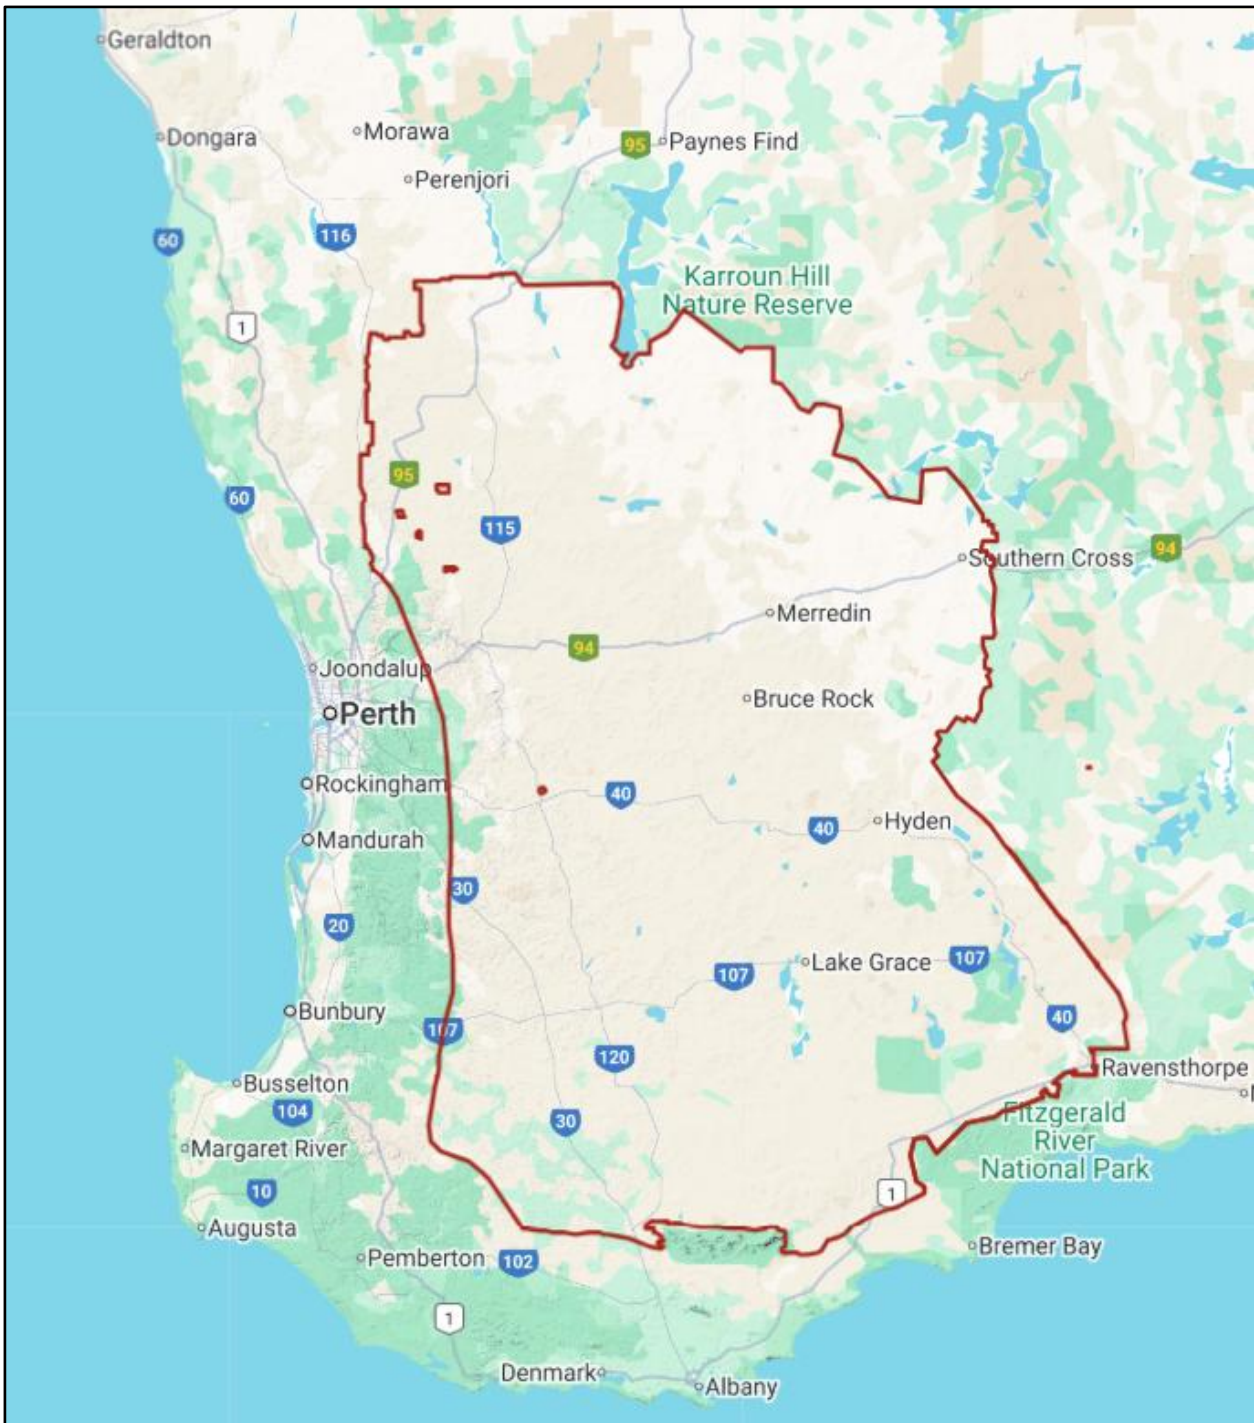 Geraldton
Dongara
Morawa
Perenjori
95
Paynes Find
60
116
1
Karroun Hill
Nature Reserve
95
60
115
Southern Cross
94
Merredin
94
Joondalup
Perth
Bruce Rock
Rockingham
40
40
Hyden
Mandurah
30
20
Lake Grace
107
107
Bunbury
107
40
120
Ravensthorpe
Busselton
104
30
Fitzgerald
River
National Park
Margaret River
10
1
Augusta
Bremer Bay
Pemberton
102
1
Denmark
Albany